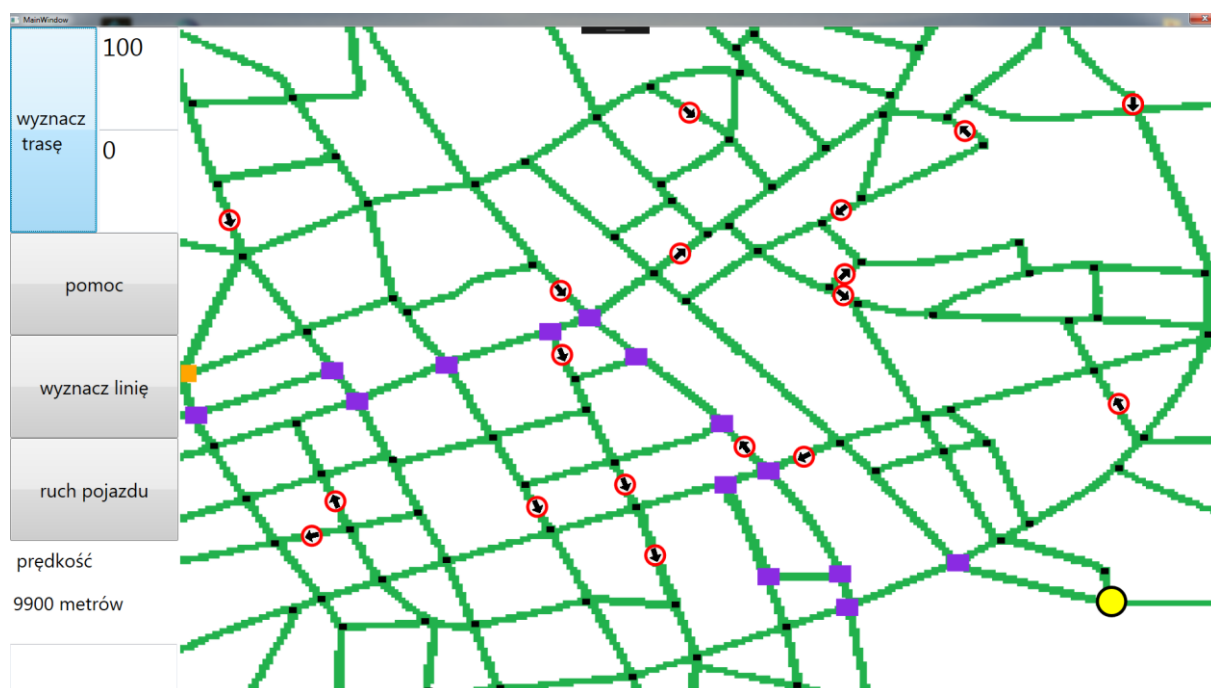 MainWindow
wyznacz
trasę
100
0
pomoc
wyznacz linię
ruch pojazdu
prędkość
9900 metrów